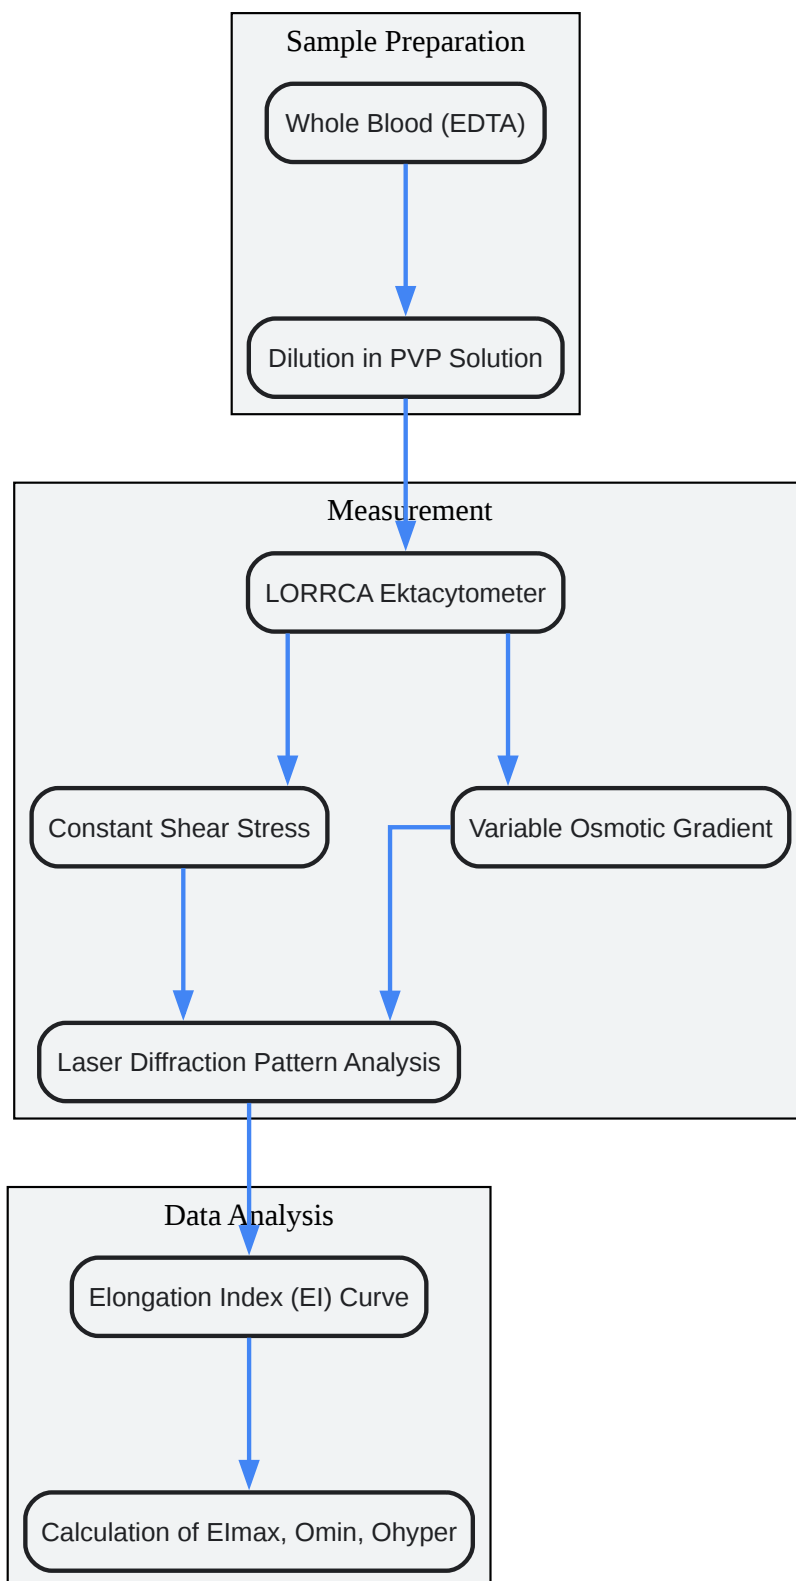 Sample Preparation
Whole Blood (EDTA)
Dilution in PVP Solution
Measurement
LORRCA Ektacytometer
Constant Shear Stress
Variable Osmotic Gradient
Laser Diffraction Pattern Analysis
Data Analysis
Elongation Index (EI) Curve
Calculation of EImax, Omin, Ohyper